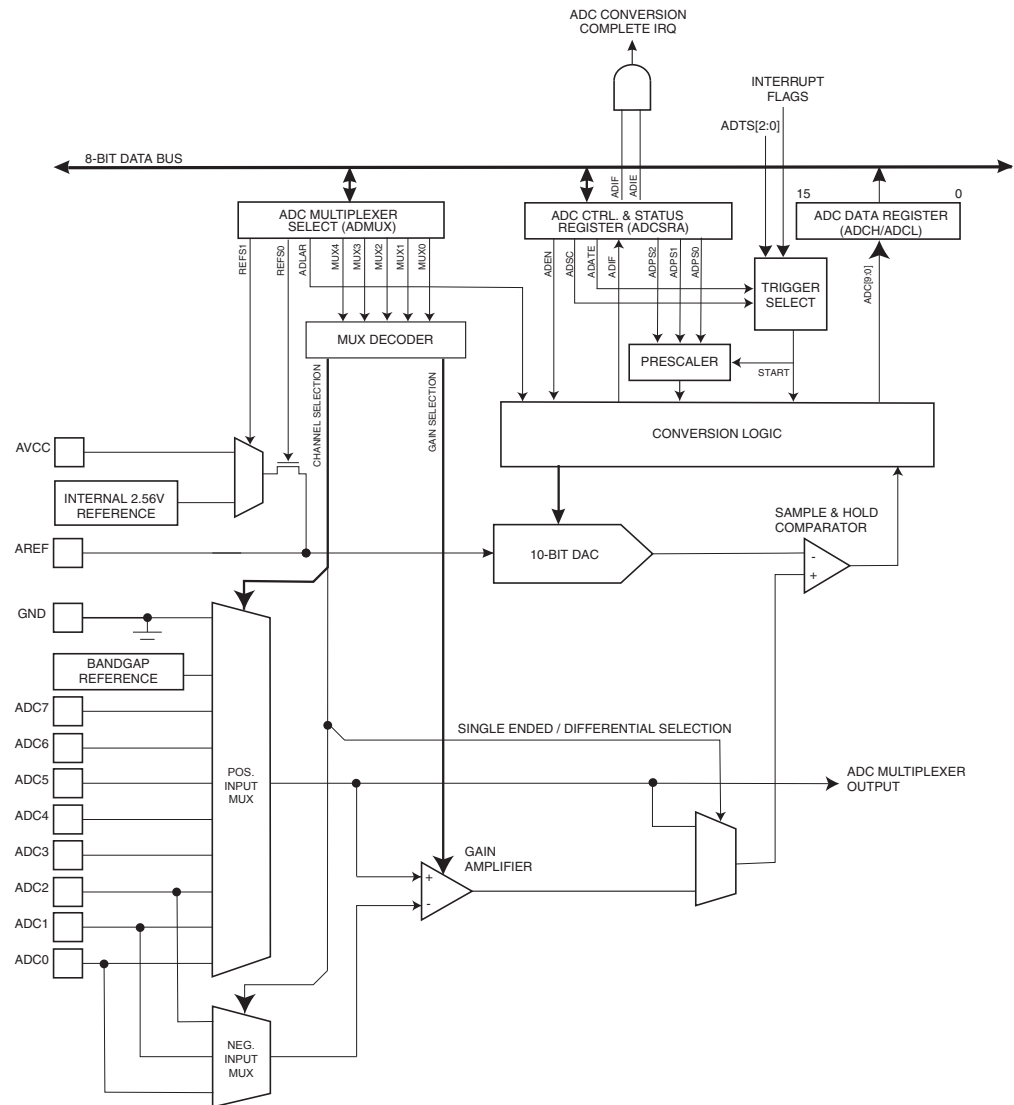 ADC CONVERSION
COMPLETE IRQ
INTERRUPT
FLAGS
ADTS[2:0]
8-BIT DATA BUS
ADIF
ADIE
15
0
ADC MULTIPLEXER
SELECT (ADMUX)
ADC CTRL. & STATUS
REGISTER (ADCSRA)
ADC DATA REGISTER
(ADCH/ADCL)
REFS1
REFS0
ADLAR
MUX4
MUX3
MUX2
MUX1
MUX0
ADEN
ADSC
ADATE
ADIF
ADPS2
ADPS1
ADPS0
ADC[9:0]
TRIGGER
SELECT
MUX DECODER
PRESCALER
START
CHANNEL SELECTION
GAIN SELECTION
CONVERSION LOGIC
AVCC
INTERNAL 2.56V
REFERENCE
SAMPLE & HOLD
COMPARATOR
AREF
10-BIT DAC
-
+
GND
BANDGAP
REFERENCE
ADC7
SINGLE ENDED / DIFFERENTIAL SELECTION
ADC6
ADC5
POS.
INPUT
MUX
ADC MULTIPLEXER
OUTPUT
ADC4
ADC3
GAIN
AMPLIFIER
+
-
ADC2
ADC1
ADC0
NEG.
INPUT
MUX